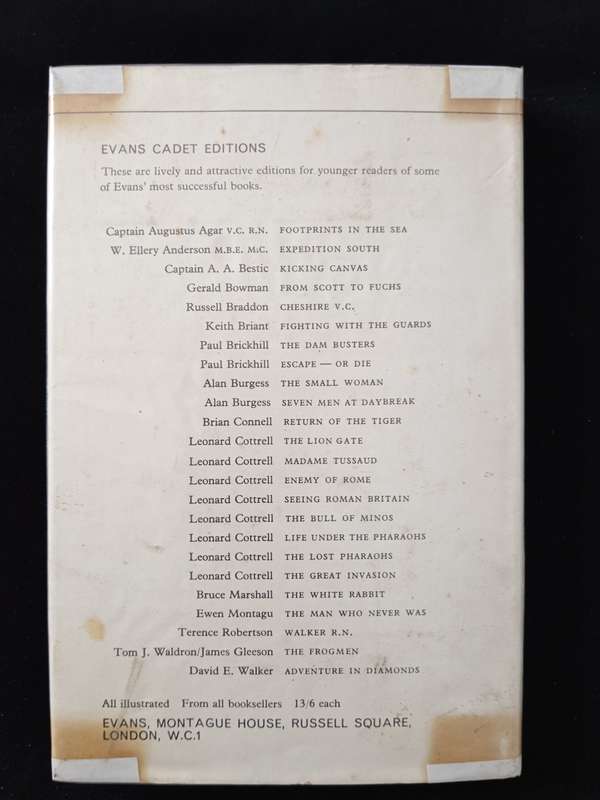 EVANS CADET EDITIONS
These are lively and attractive editions for younger readers of some
of Evans' most successful books.
Captain Augustus Agar V.C. R.N. FOOTPRINTS IN THE SEA
W. Ellery Anderson M.B.E. M.C. EXPEDITION SOUTH
Captain A. A. Bestic KICKING CANVAS
Gerald Bowman FROM SCOTT TO FUCHS
Russell Braddon CHESHIRE V.C.
Keith Briant FIGHTING WITH THE GUARDS
Paul Brickhill THE DAM BUSTERS
Paul Brickhill ESCAPE — OR DIE
Alan Burgess THE SMALL WOMAN
Alan Burgess SEVEN MEN AT DAYBREAK
Brian Connell RETURN OF THE TIGER
Leonard Cottrell THE LION GATE
Leonard Cottrell MADAME TUSSAUD
Leonard Cottrell ENEMY OF ROME
Leonard Cottrell SEEING ROMAN BRITAIN
Leonard Cottrell THE BULL OF MINOS
Leonard Cottrell LIFE UNDER THE PHARAOHS
Leonard Cottrell THE LOST PHARAOHS
Leonard Cottrell THE GREAT INVASION
Bruce Marshall THE WHITE RABBIT
Ewen Montagu THE MAN WHO NEVER WAS
Terence Robertson WALKER R.N.
Tom J. Waldron/James Gleeson THE FROGMEN
David E. Walker ADVENTURE IN DIAMONDS
All illustrated From all booksellers 13/6 each
EVANS, MONTAGUE HOUSE, RUSSELL SQUARE,
LONDON, W.C.1